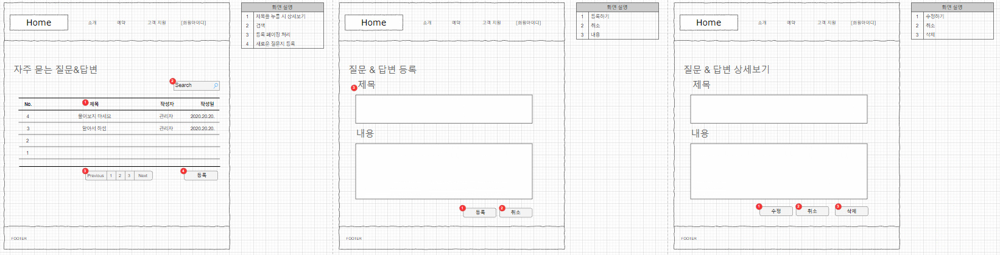 Home
소개 예약 고객 지원 [회원아이디]
자주 묻는 질문&답변
2
Search
No. 1 제목 작성자 작성일
4 물어보지 마세요 관리자 2020.20.20.
3 알아서 하셈 관리자 2020.20.20.
2
1
3 Previous 1 2 3 Next 4 등록
FOOTER
화면 설명
1 제목을 누를 시 상세보기
2 검색
3 등록 페이징 처리
4 새로운 질문지 등록
Home
소개 예약 고객 지원 [회원아이디]
질문 & 답변 등록
3 제목
내용
1 등록 2 취소
FOOTER
화면 설명
1 등록하기
2 취소
3 내용
Home
소개 예약 고객 지원 [회원아이디]
질문 & 답변 상세보기
제목
내용
1 수정 2 취소 3 삭제
FOOTER
화면 설명
1 수정하기
2 취소
3 삭제